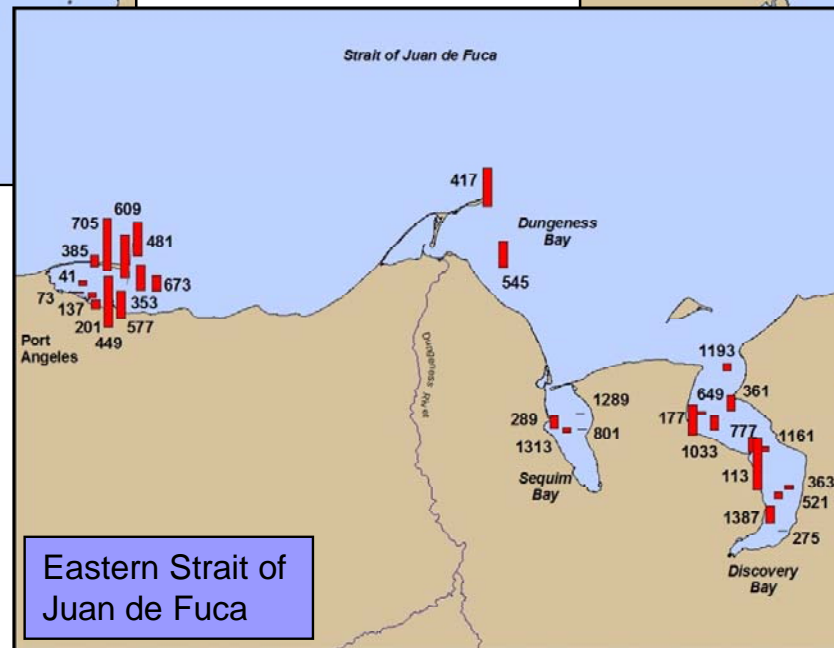 Strait of Juan de Fuca
417
Dungeness
Bay
545
705
609
481
385
41
673
73
137
353
201
577
449
Port
Angeles
Dungeness River
1193
649
361
177
1289
289
801
1313
1033
777
1161
113
363
521
1387
275
Sequim
Bay
Discovery
Bay
Eastern Strait of
Juan de Fuca